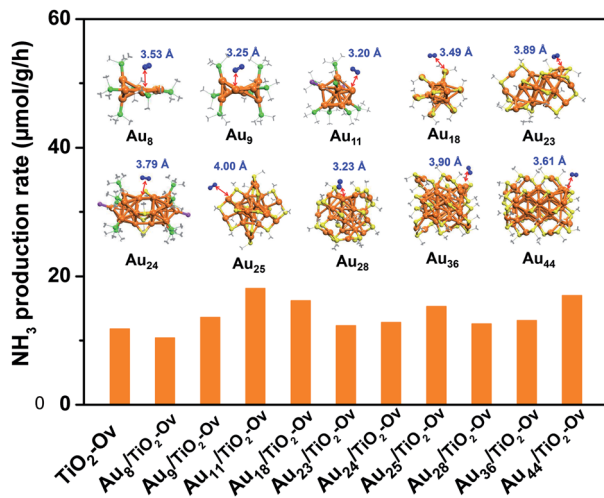 NH₃ production rate (μmol/g/h)
60
40
20
0
0
3.53 Å
3.25 Å
3.20 Å
3.49 Å
3.89 Å
Au₈
Au₉
Au₁₁
Au₁₈
Au₂₃
3.79 Å
4.00 Å
3.23 Å
3.90 Å
3.61 Å
Au₂₄
Au₂₅
Au₂₈
Au₃₆
Au₄₄
TiO₂-Ov
Au₈/TiO₂-Ov
Au₉/TiO₂-Ov
Au₁₁/TiO₂-Ov
Au₁₈/TiO₂-Ov
Au₂₃/TiO₂-Ov
Au₂₄/TiO₂-Ov
Au₂₅/TiO₂-Ov
Au₂₈/TiO₂-Ov
Au₃₆/TiO₂-Ov
Au₄₄/TiO₂-Ov